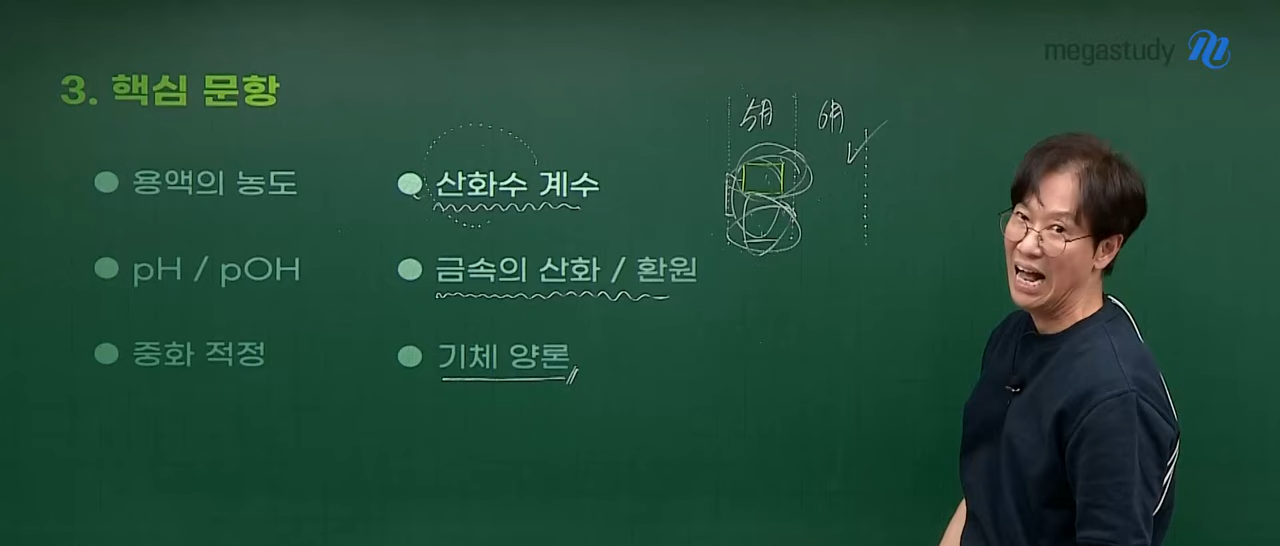 megastudy
3. 핵심 문항
용액의 농도
pH / pOH
중화 적정
산화수 계수
금속의 산화 / 환원
기체 양론
5月 6月